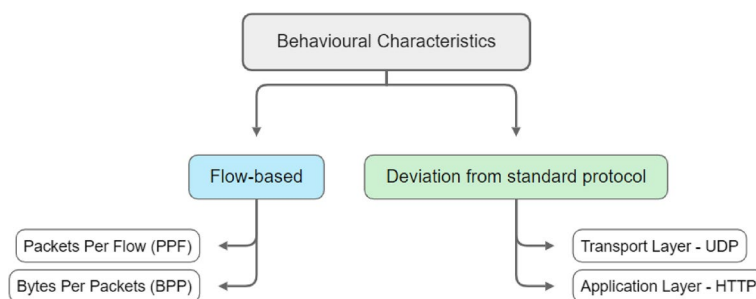 Behavioural Characteristics
Flow-based
Deviation from standard protocol
Packets Per Flow (PPF)
Bytes Per Packets (BPP)
Transport Layer - UDP
Application Layer - HTTP